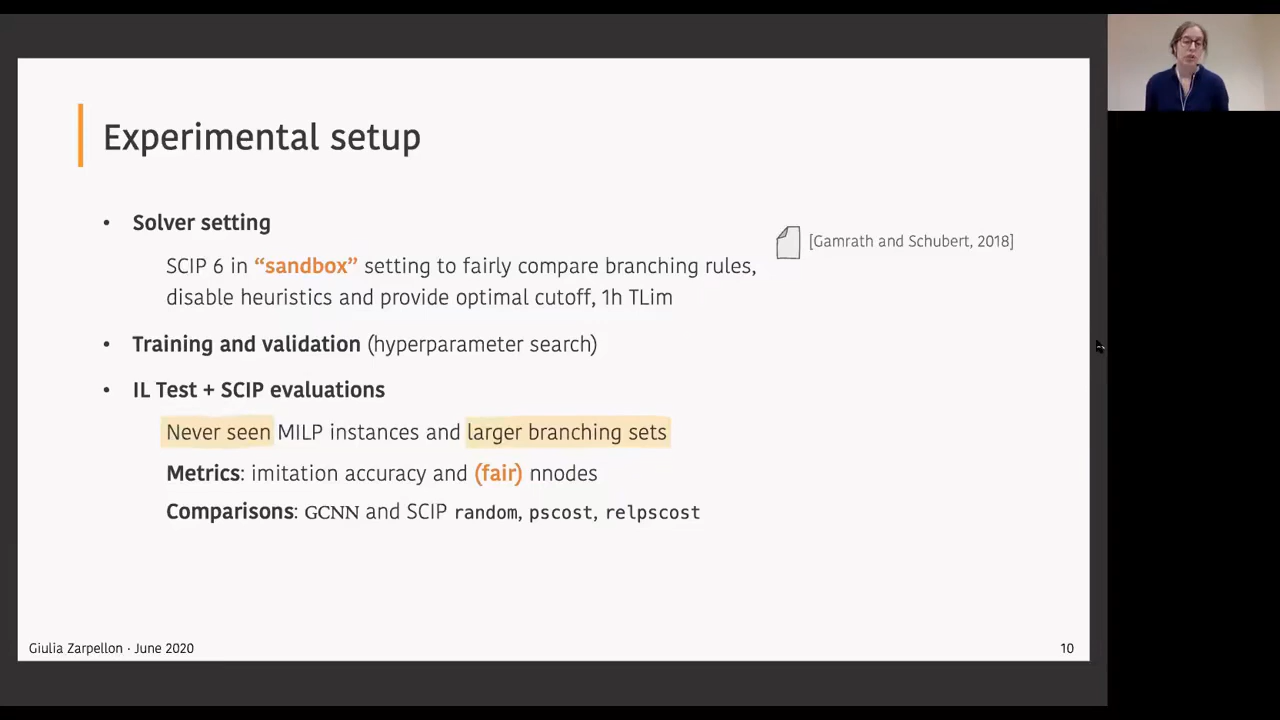 Experimental setup
• Solver setting
[Gamrath and Schubert, 2018]
SCIP 6 in “sandbox” setting to fairly compare branching rules,
disable heuristics and provide optimal cutoff, 1h TLim
• Training and validation (hyperparameter search)
• IL Test + SCIP evaluations
Never seen MILP instances and larger branching sets
Metrics: imitation accuracy and (fair) nnodes
Comparisons: GCNN and SCIP random, pscost, relpscost
Giulia Zarpellon · June 2020
10